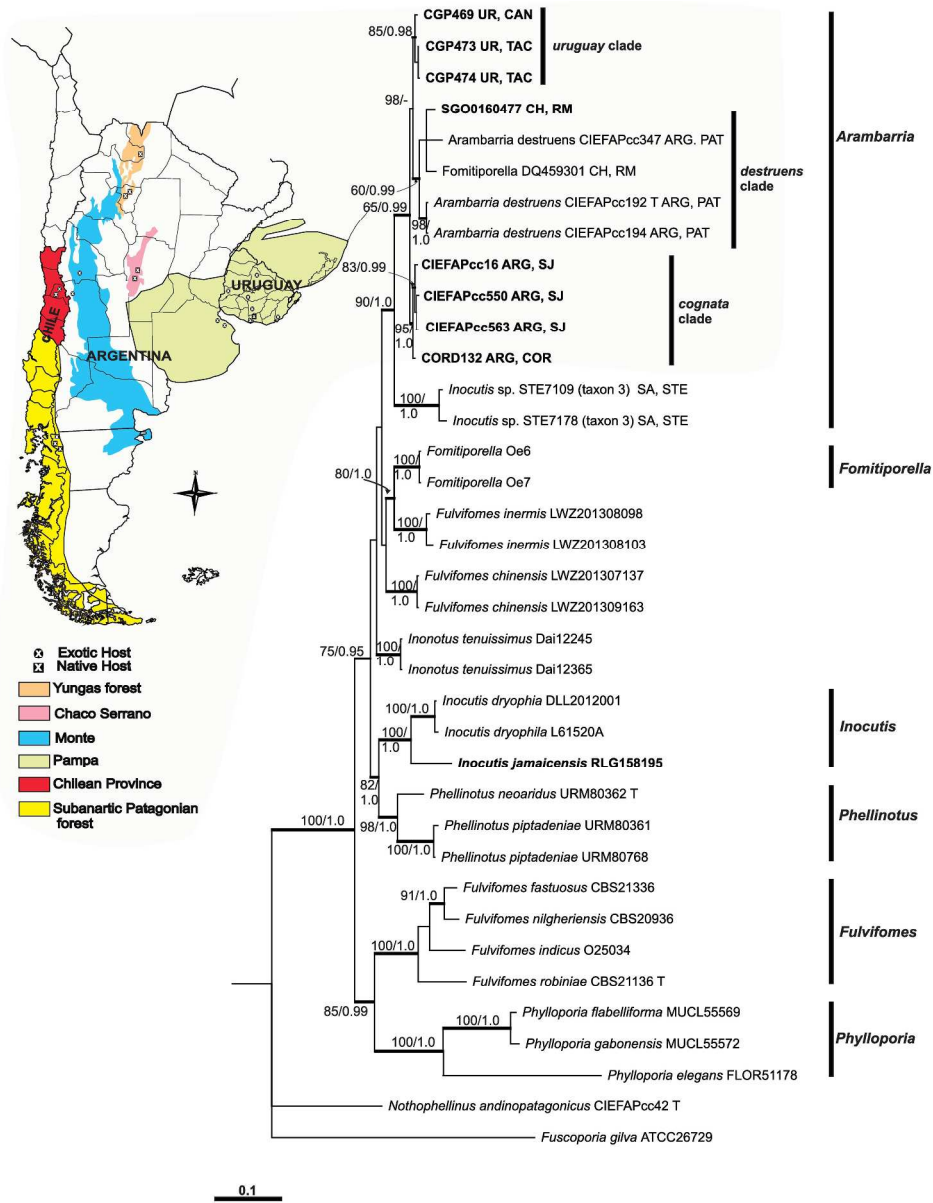 CGP469 UR, CAN
85/0.98
CGP473 UR, TAC
uruguay clade
CGP474 UR, TAC
98/-
SGO0160477 CH, RM
Arambarria
Arambarria destruens CIEFAPcc347 ARG. PAT
Fomitiporella DQ459301 CH, RM
destruens
clade
60/0.99
65/0.99
Arambarria destruens CIEFAPcc192 T ARG, PAT
98/
1.0
Arambarria destruens CIEFAPcc194 ARG, PAT
83/0.99
CIEFAPcc16 ARG, SJ
CIEFAPcc550 ARG, SJ
cognata
clade
90/1.0
95/
1.0
CIEFAPcc563 ARG, SJ
CORD132 ARG, COR
100/
1.0
Inocutis sp. STE7109 (taxon 3) SA, STE
Inocutis sp. STE7178 (taxon 3) SA, STE
URUGUAY
CHILE
ARGENTINA
N
80/1.0
100/
1.0
Fomitiporella Oe6
Fomitiporella Oe7
Fomitiporella
100/
1.0
Fulvifomes inermis LWZ201308098
Fulvifomes inermis LWZ201308103
100/
1.0
Fulvifomes chinensis LWZ201307137
Fulvifomes chinensis LWZ201309163
100/
1.0
Inonotus tenuissimus Dai12245
Inonotus tenuissimus Dai12365
75/0.95
Exotic Host
Native Host
Yungas forest
Chaco Serrano
Monte
Pampa
Chilean Province
Subanartic Patagonian
forest
100/1.0
Inocutis dryophia DLL2012001
Inocutis dryophila L61520A
100/
1.0
Inocutis jamaicensis RLG158195
Inocutis
82/
1.0
Phellinotus neoaridus URM80362 T
98/1.0
Phellinotus piptadeniae URM80361
100/1.0
Phellinotus piptadeniae URM80768
Phellinotus
100/1.0
91/1.0
Fulvifomes fastuosus CBS21336
Fulvifomes nilgheriensis CBS20936
100/1.0
Fulvifomes indicus O25034
Fulvifomes robiniae CBS21136 T
Fulvifomes
85/0.99
100/1.0
Phylloporia flabelliforma MUCL55569
Phylloporia gabonensis MUCL55572
100/1.0
Phylloporia elegans FLOR51178
Phylloporia
Nothophellinus andinopatagonicus CIEFAPcc42 T
Fuscoporia gilva ATCC26729
0.1